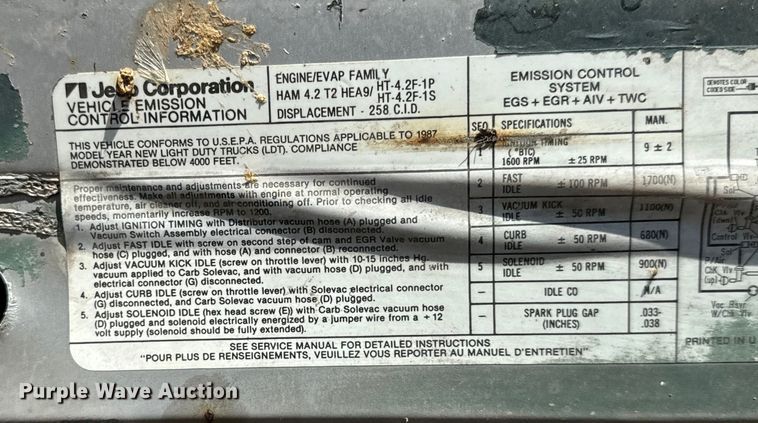 Jeep Corporation
VEHICLE EMISSION
CONTROL INFORMATION
ENGINE/EVAP FAMILY
HAM 4.2 T2 HEA9/ HT-4.2F-1P
HT-4.2F-1S
DISPLACEMENT - 258 C.I.D.
EMISSION CONTROL
SYSTEM
EGS + EGR + AIV + TWC
THIS VEHICLE CONFORMS TO U.S.E.P.A. REGULATIONS APPLICABLE TO 1987
MODEL YEAR NEW LIGHT DUTY TRUCKS (LDT). COMPLIANCE
DEMONSTRATED BELOW 4000 FEET.
Proper maintenance and adjustments are necessary for continued
effectiveness. Make all adjustments with engine at normal operating
temperature, air cleaner off, and air-conditioning off. Prior to checking all idle
speeds, momentarily increase RPM to 1200.
1. Adjust IGNITION TIMING with Distributor vacuum hose (A) plugged and
Vacuum Switch Assembly electrical connector (B) disconnected.
2. Adjust FAST IDLE with screw on second step of cam and EGR Valve vacuum
hose (C) plugged, and with hose (A) and connector (B) reconnected.
3. Adjust VACUUM KICK IDLE (screw on throttle lever) with 10-15 inches Hg.
vacuum applied to Carb Solevac, and with vacuum hose (D) plugged, and with
electrical connector (G) disconnected.
4. Adjust CURB IDLE (screw on throttle lever) with Solevac electrical connector
(G) disconnected, and Carb Solevac vacuum hose (D) plugged.
5. Adjust SOLENOID IDLE (hex head screw (E)) with Carb Solevac vacuum hose
(D) plugged and solenoid electrically energized by a jumper wire from a + 12
volt supply (solenoid should be fully extended).
SEQ SPECIFICATIONS MAN.
1 IGNITION TIMING
(°BTC)
1600 RPM ± 25 RPM 9 ± 2
2 FAST
IDLE ± 100 RPM 1700(N)
3 VACUUM KICK
IDLE ± 50 RPM 1100(N)
4 CURB
IDLE ± 50 RPM 680(N)
5 SOLENOID
IDLE ± 50 RPM 900(N)
– IDLE CO N/A
– SPARK PLUG GAP
(INCHES) .033-
.038
SEE SERVICE MANUAL FOR DETAILED INSTRUCTIONS
"POUR PLUS DE RENSEIGNEMENTS, VEUILLEZ VOUS REPORTER AU MANUEL D'ENTRETIEN"
DENOTES COLOR
CODED SIDE
Sol
Control Vlv
Sol
Chk Vlv
(up)
Vac Rsvr
W/Chk Vlv
PRINTED IN U
Purple Wave Auction